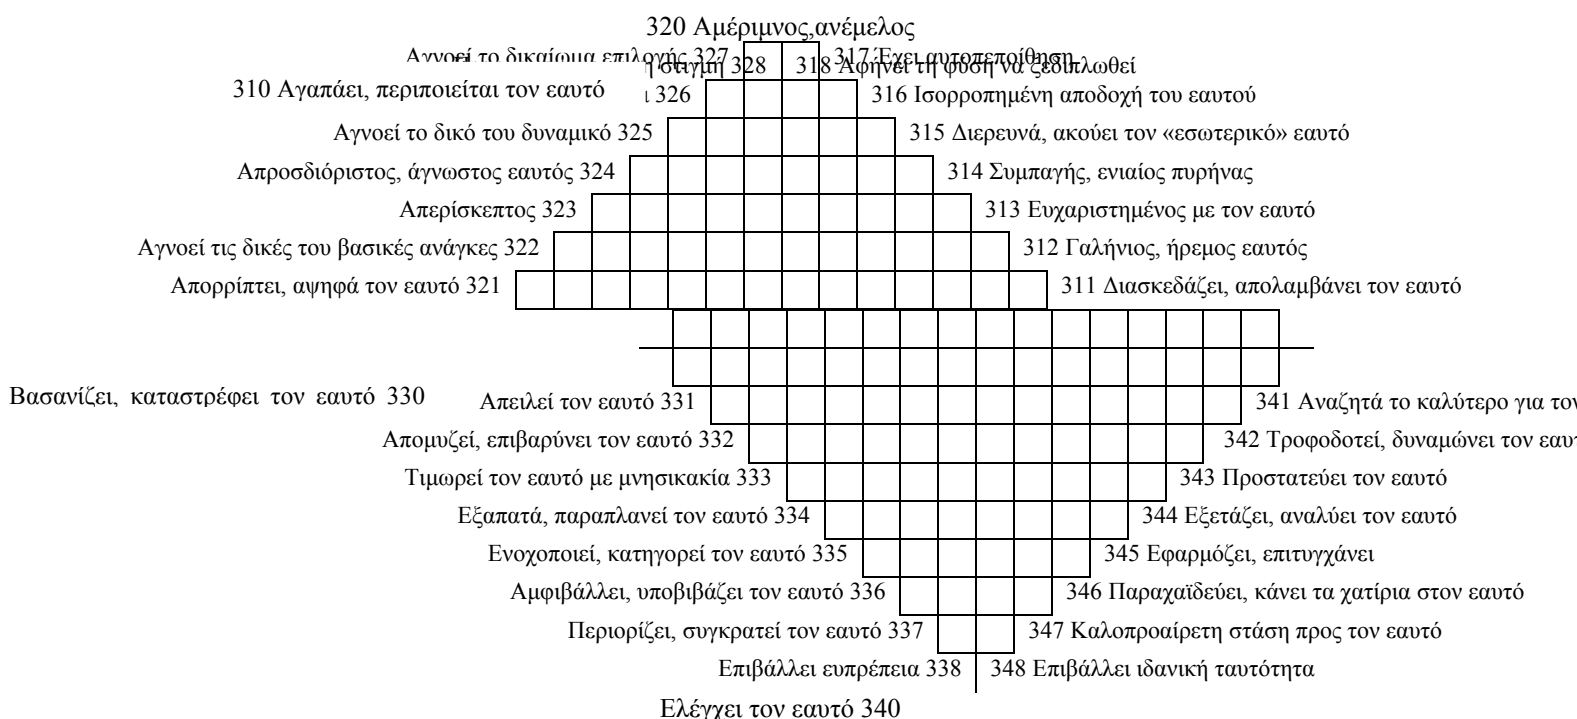 320 Αμέριμνος,ανέμελος
Αγνοεί το δικαίωμα επιλογής 327
317 Έχει αυτοπεποίθηση
στιγμή 328
318 Αφήνει τη φύση να ξεδιπλωθεί
310 Αγαπάει, περιποιείται τον εαυτό
326
316 Ισορροπημένη αποδοχή του εαυτού
Αγνοεί το δικό του δυναμικό 325
315 Διερευνά, ακούει τον «εσωτερικό» εαυτό
Απροσδιόριστος, άγνωστος εαυτός 324
314 Συμπαγής, ενιαίος πυρήνας
Απερίσκεπτος 323
313 Ευχαριστημένος με τον εαυτό
Αγνοεί τις δικές του βασικές ανάγκες 322
312 Γαλήνιος, ήρεμος εαυτός
Απορρίπτει, αψηφά τον εαυτό 321
311 Διασκεδάζει, απολαμβάνει τον εαυτό
Βασανίζει, καταστρέφει τον εαυτό 330
Απειλεί τον εαυτό 331
341 Αναζητά το καλύτερο για τον
Απομυζεί, επιβαρύνει τον εαυτό 332
342 Τροφοδοτεί, δυναμώνει τον εαυτ
Τιμωρεί τον εαυτό με μνησικακία 333
343 Προστατεύει τον εαυτό
Εξαπατά, παραπλανεί τον εαυτό 334
344 Εξετάζει, αναλύει τον εαυτό
Ενοχοποιεί, κατηγορεί τον εαυτό 335
345 Εφαρμόζει, επιτυγχάνει
Αμφιβάλλει, υποβιβάζει τον εαυτό 336
346 Παραχαϊδεύει, κάνει τα χατίρια στον εαυτό
Περιορίζει, συγκρατεί τον εαυτό 337
347 Καλοπροαίρετη στάση προς τον εαυτό
Επιβάλλει ευπρέπεια 338
348 Επιβάλλει ιδανική ταυτότητα
Ελέγχει τον εαυτό 340